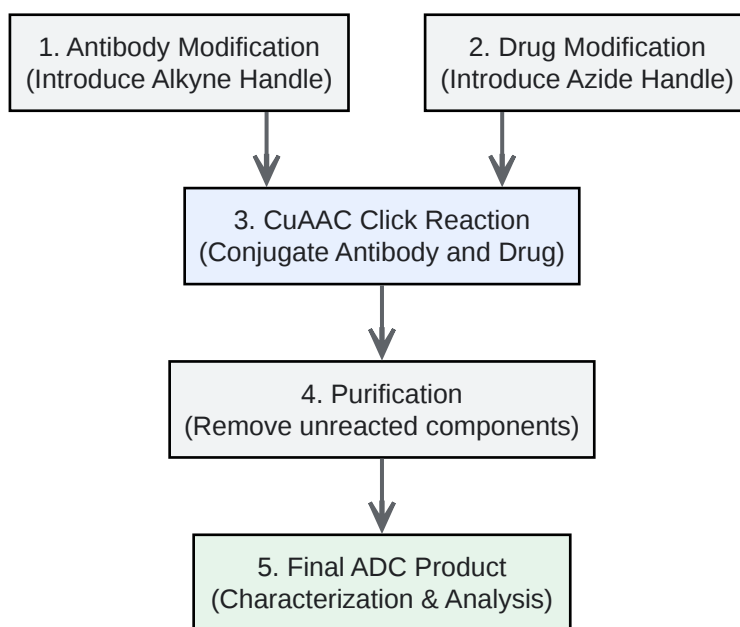 1. Antibody Modification
(Introduce Alkyne Handle)
2. Drug Modification
(Introduce Azide Handle)
3. CuAAC Click Reaction
(Conjugate Antibody and Drug)
4. Purification
(Remove unreacted components)
5. Final ADC Product
(Characterization & Analysis)